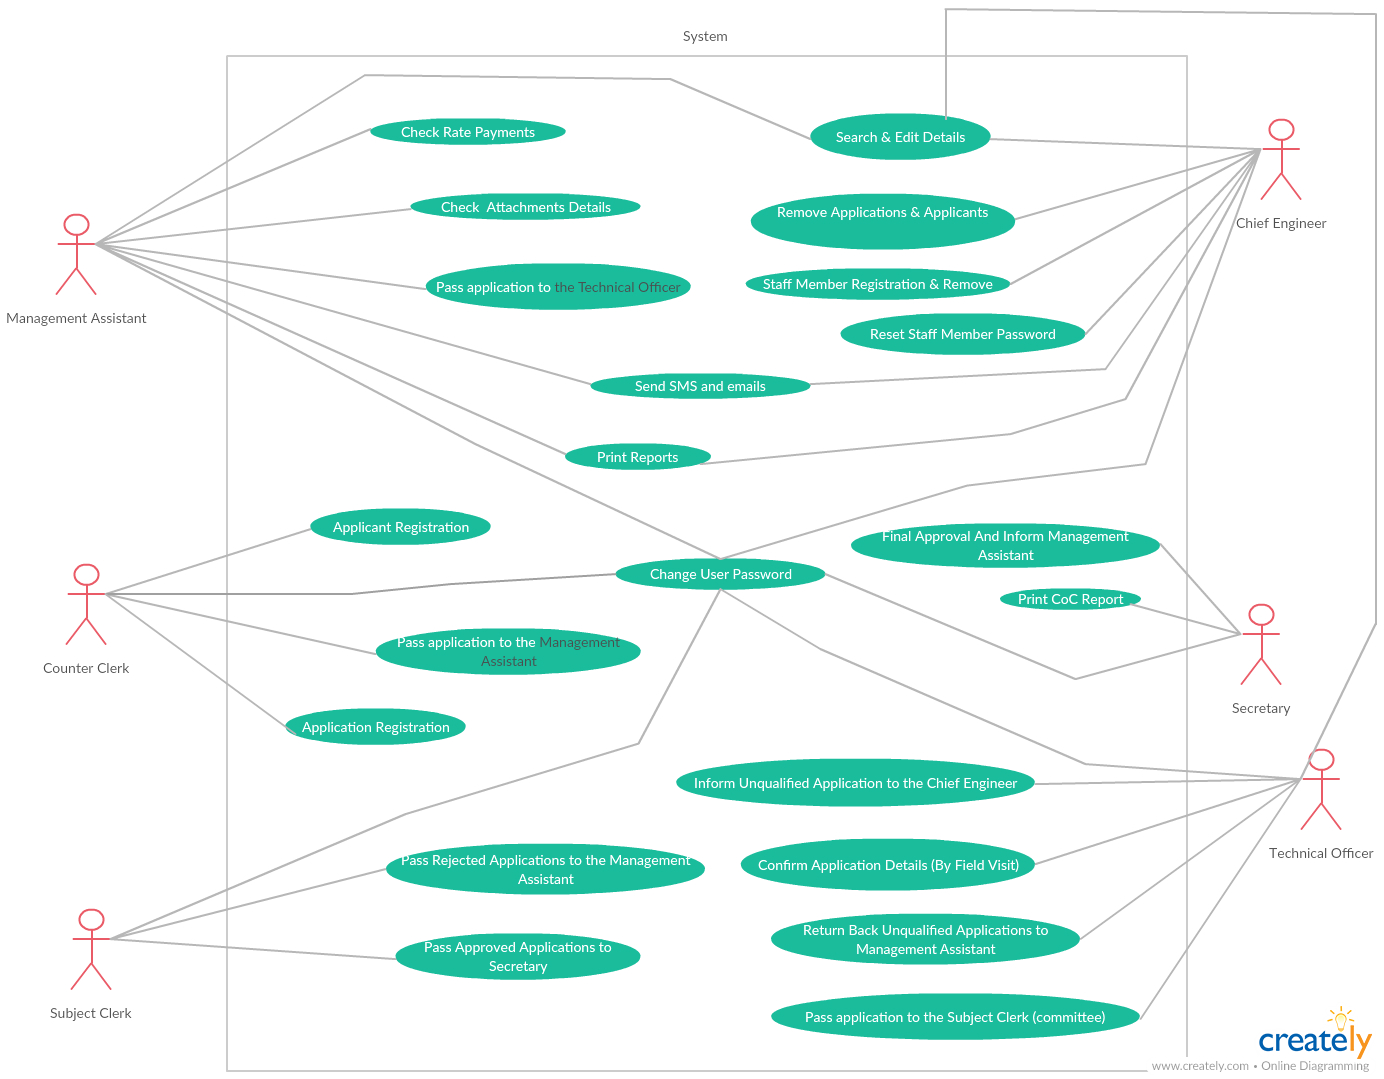 System
Check Rate Payments
Search & Edit Details
Check  Attachments Details
Remove Applications & Applicants
Chief Engineer
Pass application to the Technical Officer
Staff Member Registration & Remove
Management Assistant
Reset Staff Member Password
Send SMS and emails
Print Reports
Applicant Registration
Final Approval And Inform Management
Assistant
Change User Password
Print CoC Report
Pass application to the Management
Assistant
Counter Clerk
Secretary
Application Registration
Inform Unqualified Application to the Chief Engineer
Technical Officer
Pass Rejected Applications to the Management
Assistant
Confirm Application Details (By Field Visit)
Return Back Unqualified Applications to
Management Assistant
Pass Approved Applications to
Secretary
Subject Clerk
Pass application to the Subject Clerk (committee)
creately
www.creately.com • Online Diagramming